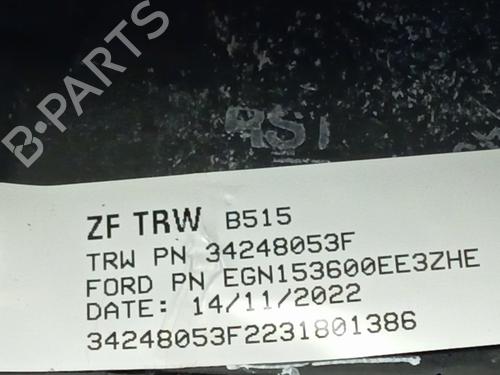 B-PARTS
ZF TRW B515
TRW PN 34248053F
FORD PN EGN153600EE3ZHE
DATE: 14/11/2022
34248053F2231801386